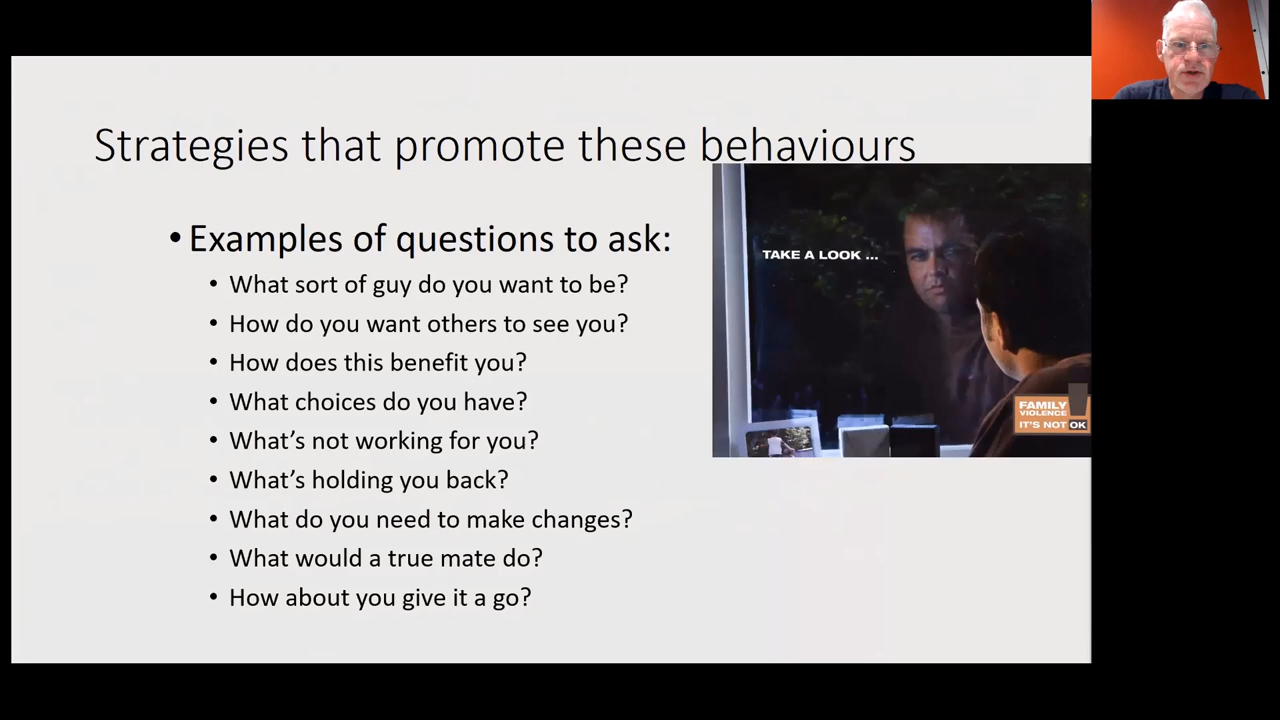 Strategies that promote these behaviours
• Examples of questions to ask:
• What sort of guy do you want to be?
• How do you want others to see you?
• How does this benefit you?
• What choices do you have?
• What’s not working for you?
• What’s holding you back?
• What do you need to make changes?
• What would a true mate do?
• How about you give it a go?
TAKE A LOOK ...
FAMILY
VIOLENCE
IT'S NOT OK